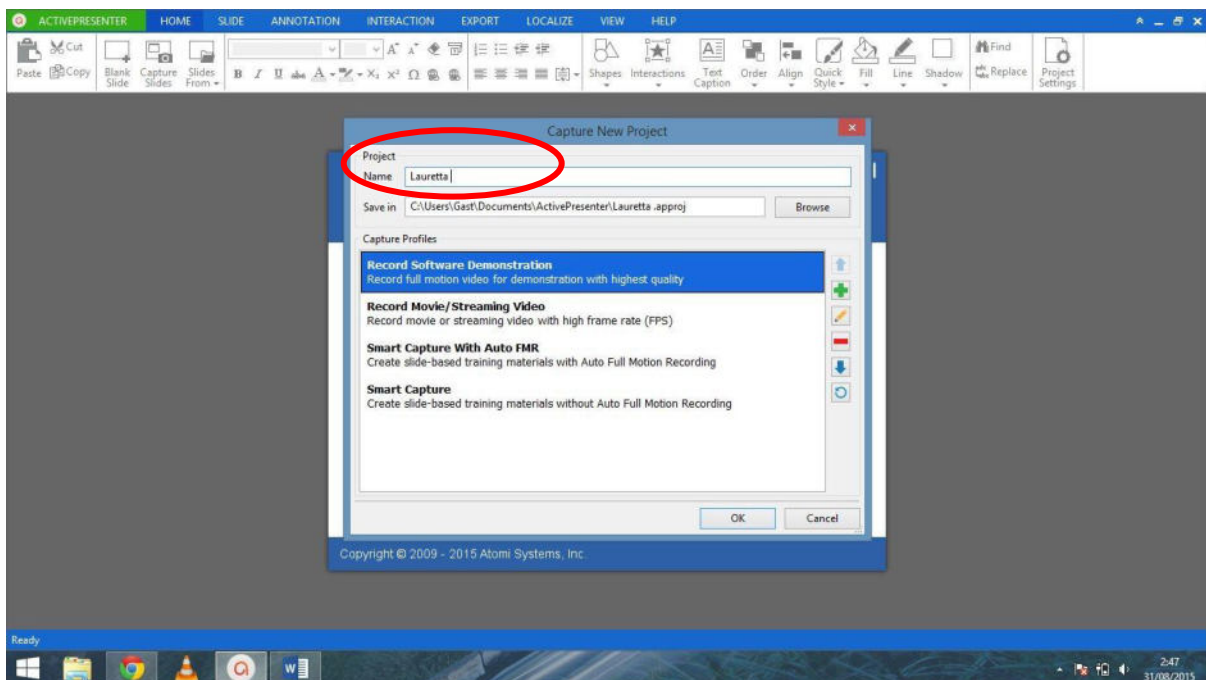 ACTIVEPRESENTER HOME SLIDE ANNOTATION INTERACTION EXPORT LOCALIZE VIEW HELP
Paste Cut
Copy
Blank Slide
Capture Slides
Slides From
B I U abc A X₁ x² Ω
Shapes Interactions
Text Caption
Order Align
Quick Style
Fill Line Shadow
Find
Replace
Project Settings
Capture New Project
Project
Name Lauretta
Save in C:\Users\Gast\Documents\ActivePresenter\Lauretta .approj Browse
Capture Profiles
Record Software Demonstration
Record full motion video for demonstration with highest quality
Record Movie/Streaming Video
Record movie or streaming video with high frame rate (FPS)
Smart Capture With Auto FMR
Create slide-based training materials with Auto Full Motion Recording
Smart Capture
Create slide-based training materials without Auto Full Motion Recording
OK Cancel
Copyright © 2009 - 2015 Atomi Systems, Inc.
Ready
2:47
31/08/2015